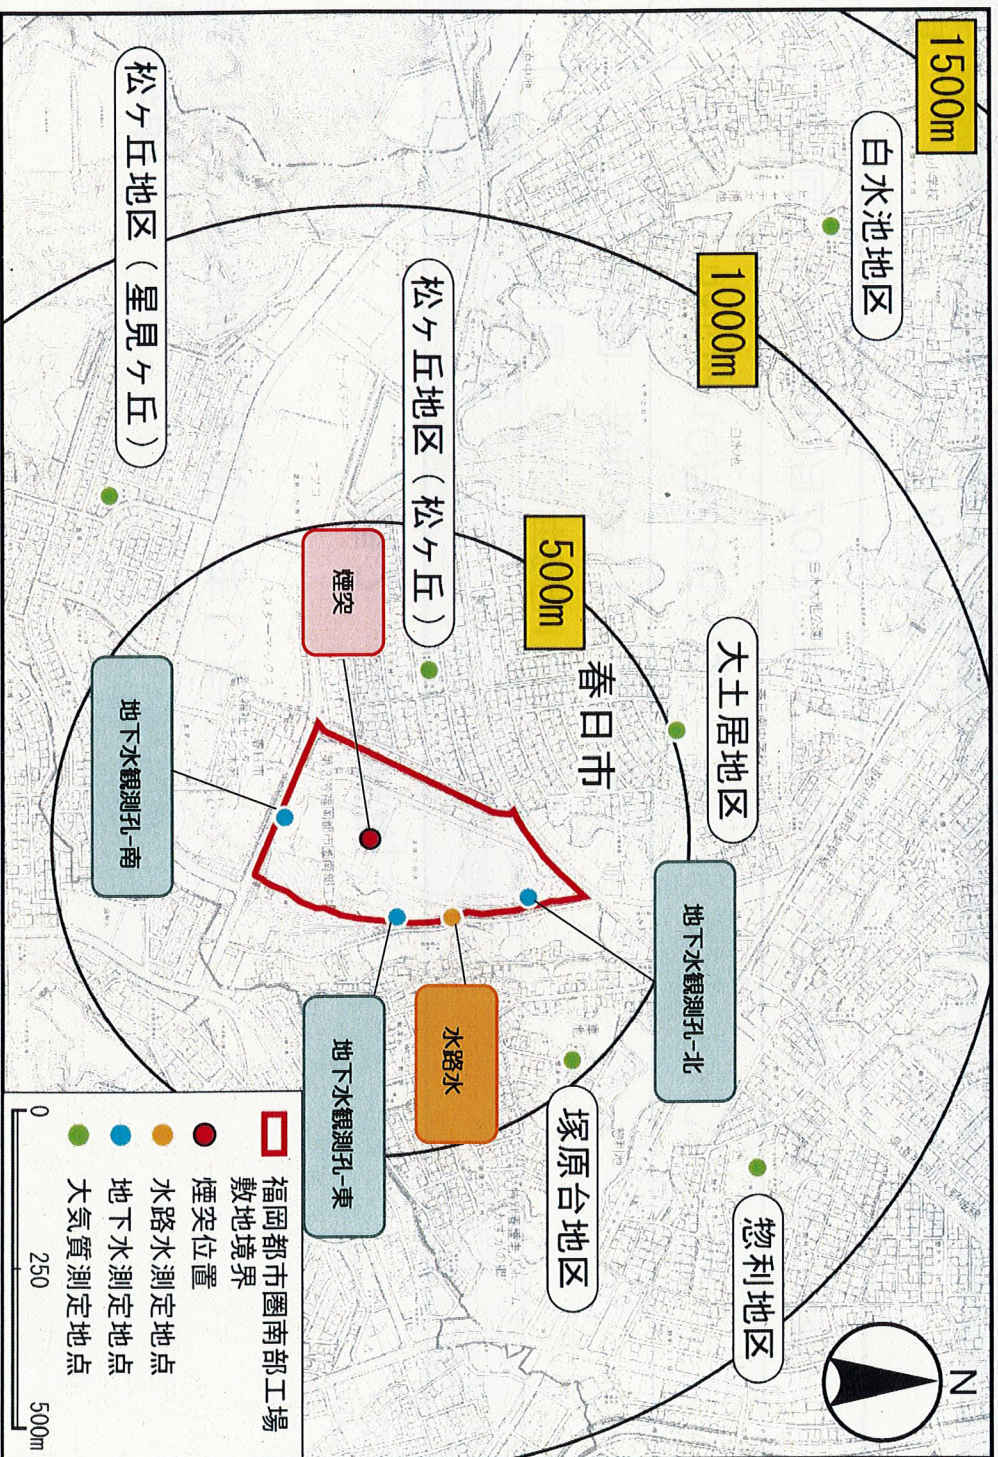 1500m
白水池地区
1000m
松ヶ丘地区(星見ヶ丘)
松ヶ丘地区(松ヶ丘)
500m
煙突
春日市
大土居地区
地下水観測孔-南
地下水観測孔-北
水路水
地下水観測孔-東
塚原台地区
惣利地区
N
福岡都市圏南部工場
敷地境界
煙突位置
水路水測定地点
地下水測定地点
大気質測定地点
0 250 500m